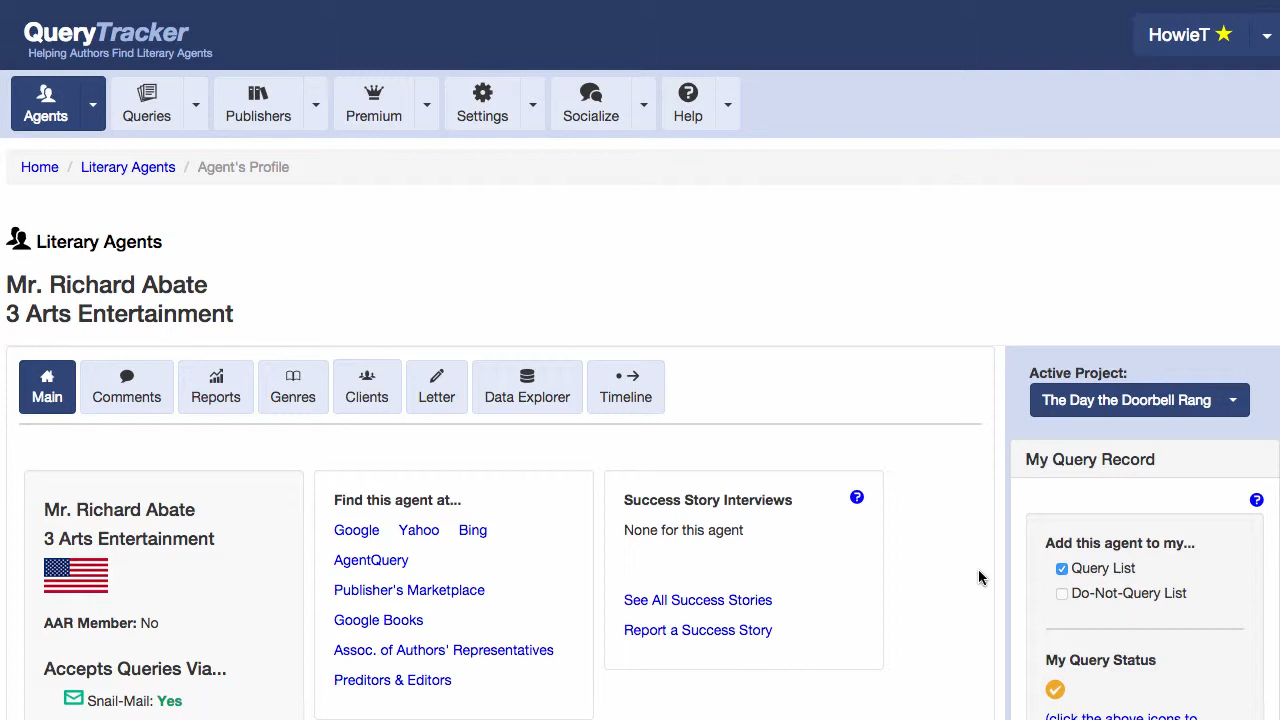 QueryTracker
Helping Authors Find Literary Agents
HowieT
Agents
Queries
Publishers
Premium
Settings
Socialize
Help
Home / Literary Agents / Agent's Profile
Literary Agents
Mr. Richard Abate
3 Arts Entertainment
Main
Comments
Reports
Genres
Clients
Letter
Data Explorer
Timeline
Mr. Richard Abate
3 Arts Entertainment
AAR Member: No
Accepts Queries Via...
Snail-Mail: Yes
Find this agent at...
Google Yahoo Bing
AgentQuery
Publisher's Marketplace
Google Books
Assoc. of Authors' Representatives
Preditors & Editors
Success Story Interviews
None for this agent
See All Success Stories
Report a Success Story
Active Project:
The Day the Doorbell Rang
My Query Record
Add this agent to my...
Query List
Do-Not-Query List
My Query Status
(click the above icons to